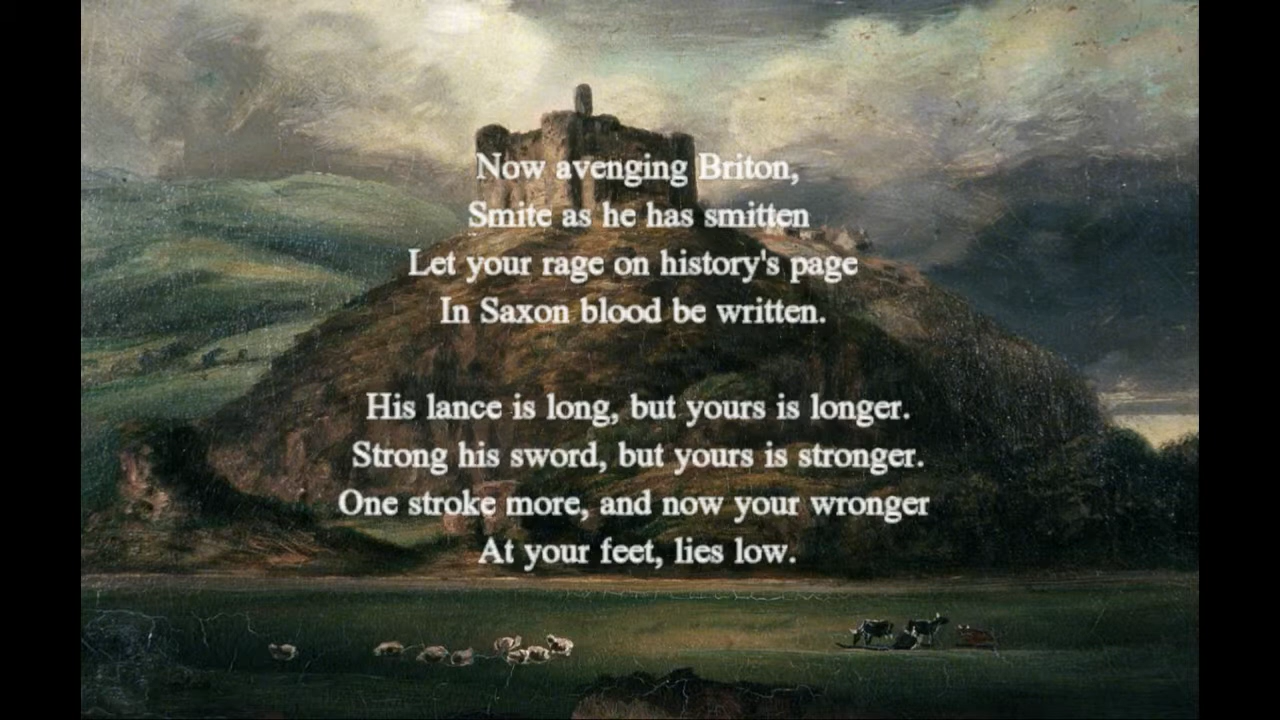 Now avenging Briton,
Smite as he has smitten
Let your rage on history's page
In Saxon blood be written.
His lance is long, but yours is longer.
Strong his sword, but yours is stronger.
One stroke more, and now your wronger
At your feet, lies low.